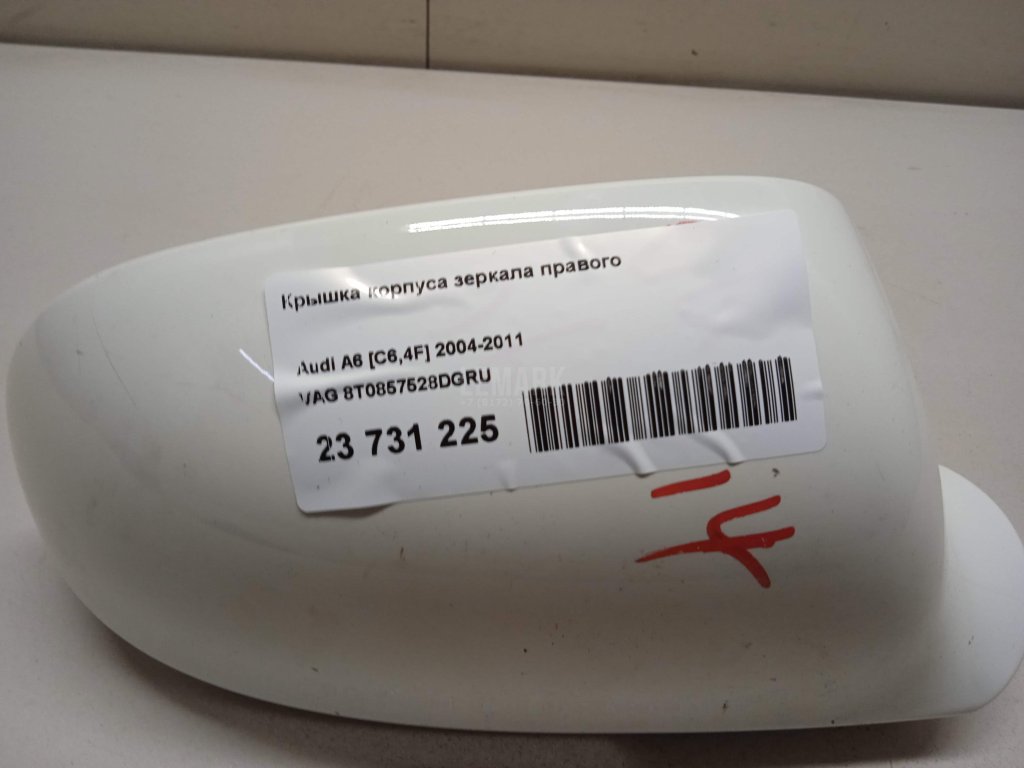 Крышка корпуса зеркала правого
Audi A6 [C6,4F] 2004-2011
VAG 8T0857528DGRU
23 731 225